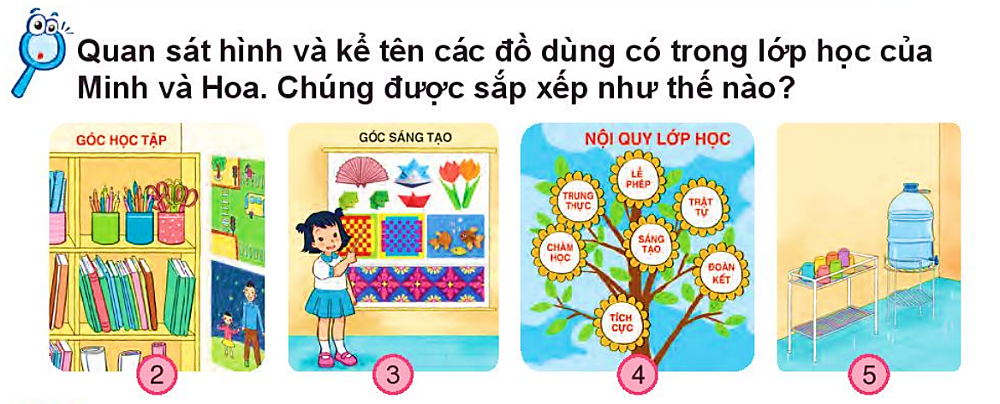 Quan sát hình và kể tên các đồ dùng có trong lớp học của
Minh và Hoa. Chúng được sắp xếp như thế nào?
GÓC HỌC TẬP
GÓC SÁNG TẠO
NỘI QUY LỚP HỌC
LỄ
PHÉP
TRUNG
THỰC
TRẬT
TỰ
CHĂM
HỌC
SÁNG
TẠO
ĐOÀN
KẾT
TÍCH
CỰC
2
3
4
5